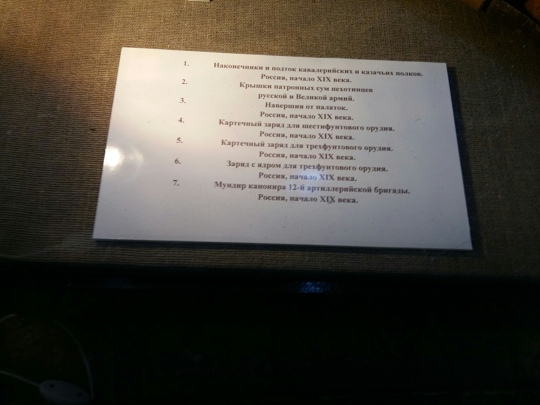 1. Наконечники и подток кавалерийских и казачьих полков.
Россия, начало XIX века.
2. Крышки патронных сум пехотинцев
русской и Великой армий.
3. Навершия от палаток.
Россия, начало XIX века.
4. Картечный заряд для шестифунтового орудия.
Россия, начало XIX века.
5. Картечный заряд для трехфунтового орудия.
Россия, начало XIX века.
6. Заряд с ядром для трехфунтового орудия.
Россия, начало XIX века.
7. Мундир канонира 12-й артиллерийской бригады.
Россия, начало XIX века.